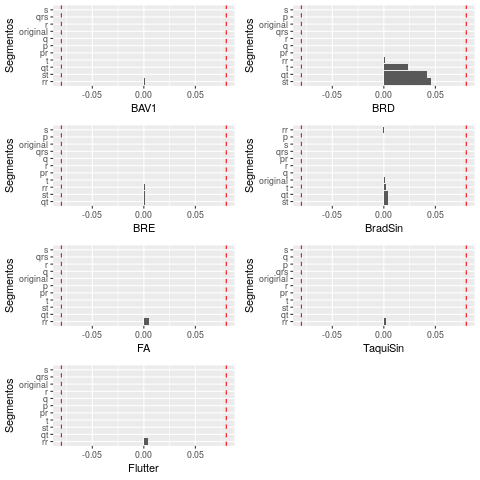 Segmentos
s
qrs
r
original
q
p
pr
t
qt
st
rr
-0.05
0.00
0.05
BAV1
Segmentos
s
p
original
qrs
r
q
pr
rr
t
qt
st
-0.05
0.00
0.05
BRD
Segmentos
s
p
original
qrs
q
r
pr
t
rr
st
qt
-0.05
0.00
0.05
BRE
Segmentos
rr
p
s
qrs
pr
r
q
original
t
qt
st
-0.05
0.00
0.05
BradSin
Segmentos
s
qrs
r
q
original
p
pr
t
st
qt
rr
-0.05
0.00
0.05
FA
Segmentos
s
r
p
qrs
q
original
pr
t
st
qt
rr
-0.05
0.00
0.05
TaquiSin
Segmentos
s
qrs
original
r
q
p
pr
t
st
qt
rr
-0.05
0.00
0.05
Flutter